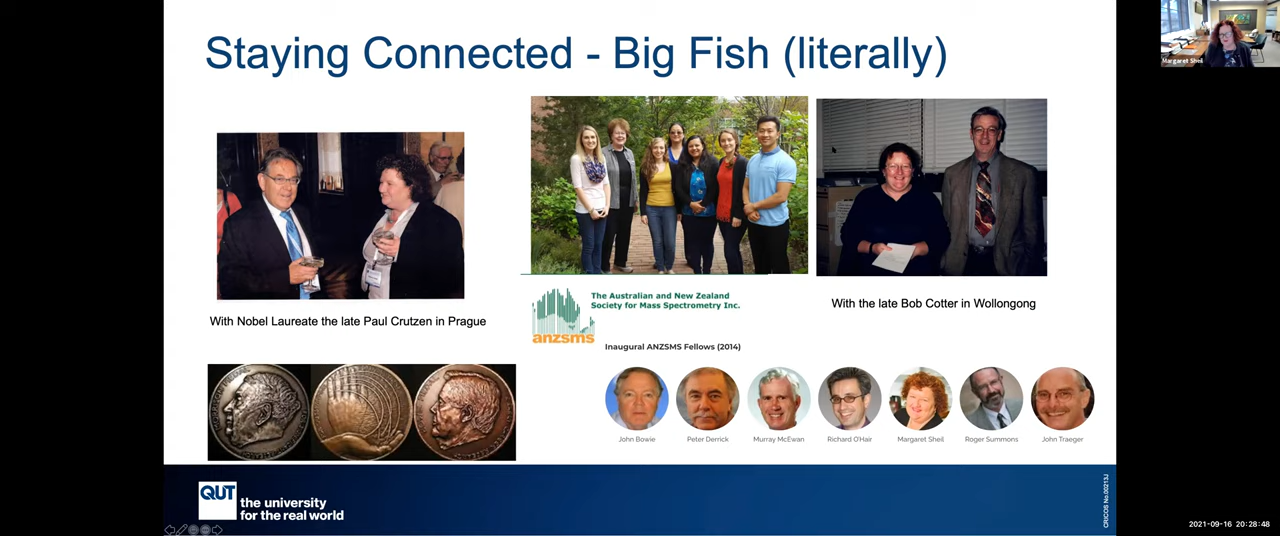 Staying Connected - Big Fish (literally)
Margaret Sheil
With Nobel Laureate the late Paul Crutzen in Prague
The Australian and New Zealand
Society for Mass Spectrometry Inc.
anzsms
Inaugural ANZSMS Fellows (2014)
With the late Bob Cotter in Wollongong
John Bowie
Peter Derrick
Murray McEwan
Richard O'Hair
Margaret Sheil
Roger Summons
John Traeger
QUT
the university
for the real world
CRICOS No.00213J
2021-09-16 20:28:48